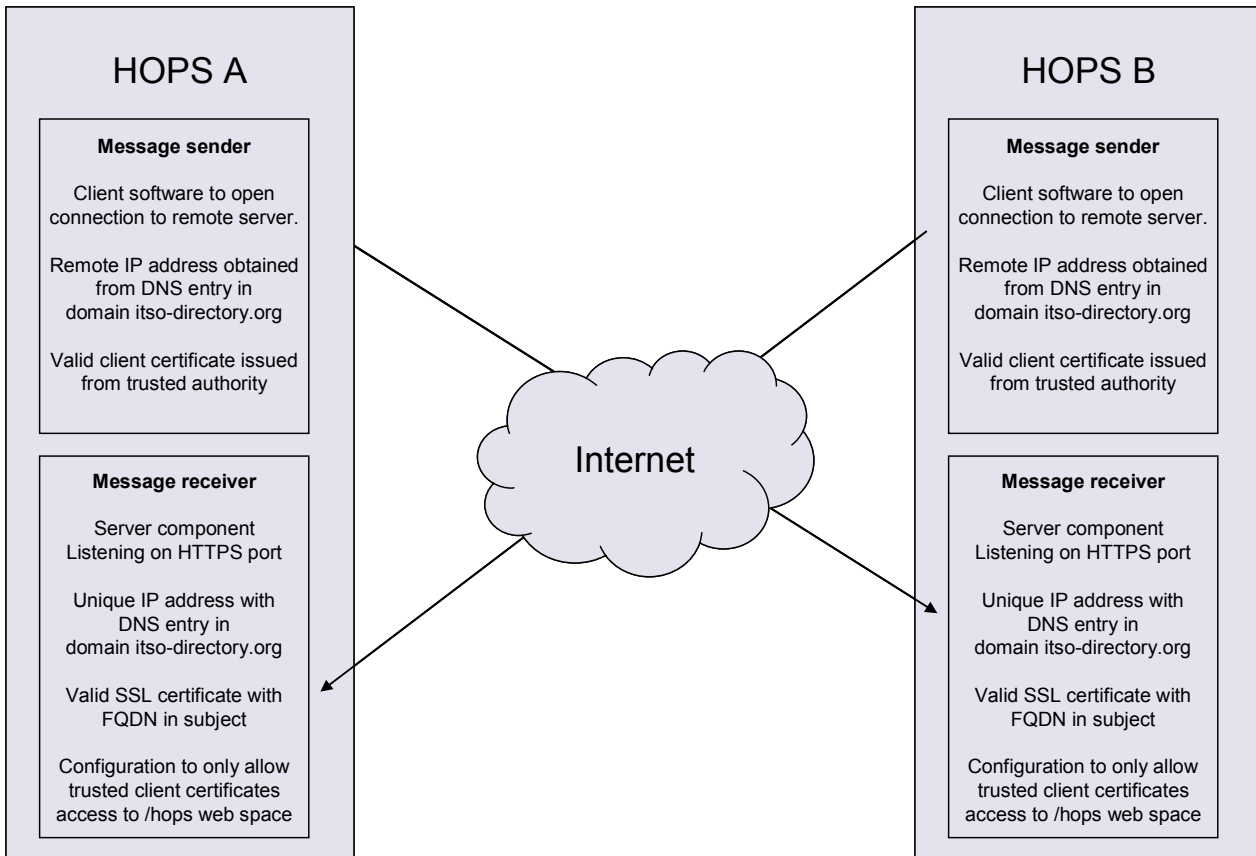 HOPS A
Message sender
Client software to open
connection to remote server.
Remote IP address obtained
from DNS entry in
domain itso-directory.org
Valid client certificate issued
from trusted authority
Message receiver
Server component
Listening on HTTPS port
Unique IP address with
DNS entry in
domain itso-directory.org
Valid SSL certificate with
FQDN in subject
Configuration to only allow
trusted client certificates
access to /hops web space
Internet
HOPS B
Message sender
Client software to open
connection to remote server.
Remote IP address obtained
from DNS entry in
domain itso-directory.org
Valid client certificate issued
from trusted authority
Message receiver
Server component
Listening on HTTPS port
Unique IP address with
DNS entry in
domain itso-directory.org
Valid SSL certificate with
FQDN in subject
Configuration to only allow
trusted client certificates
access to /hops web space